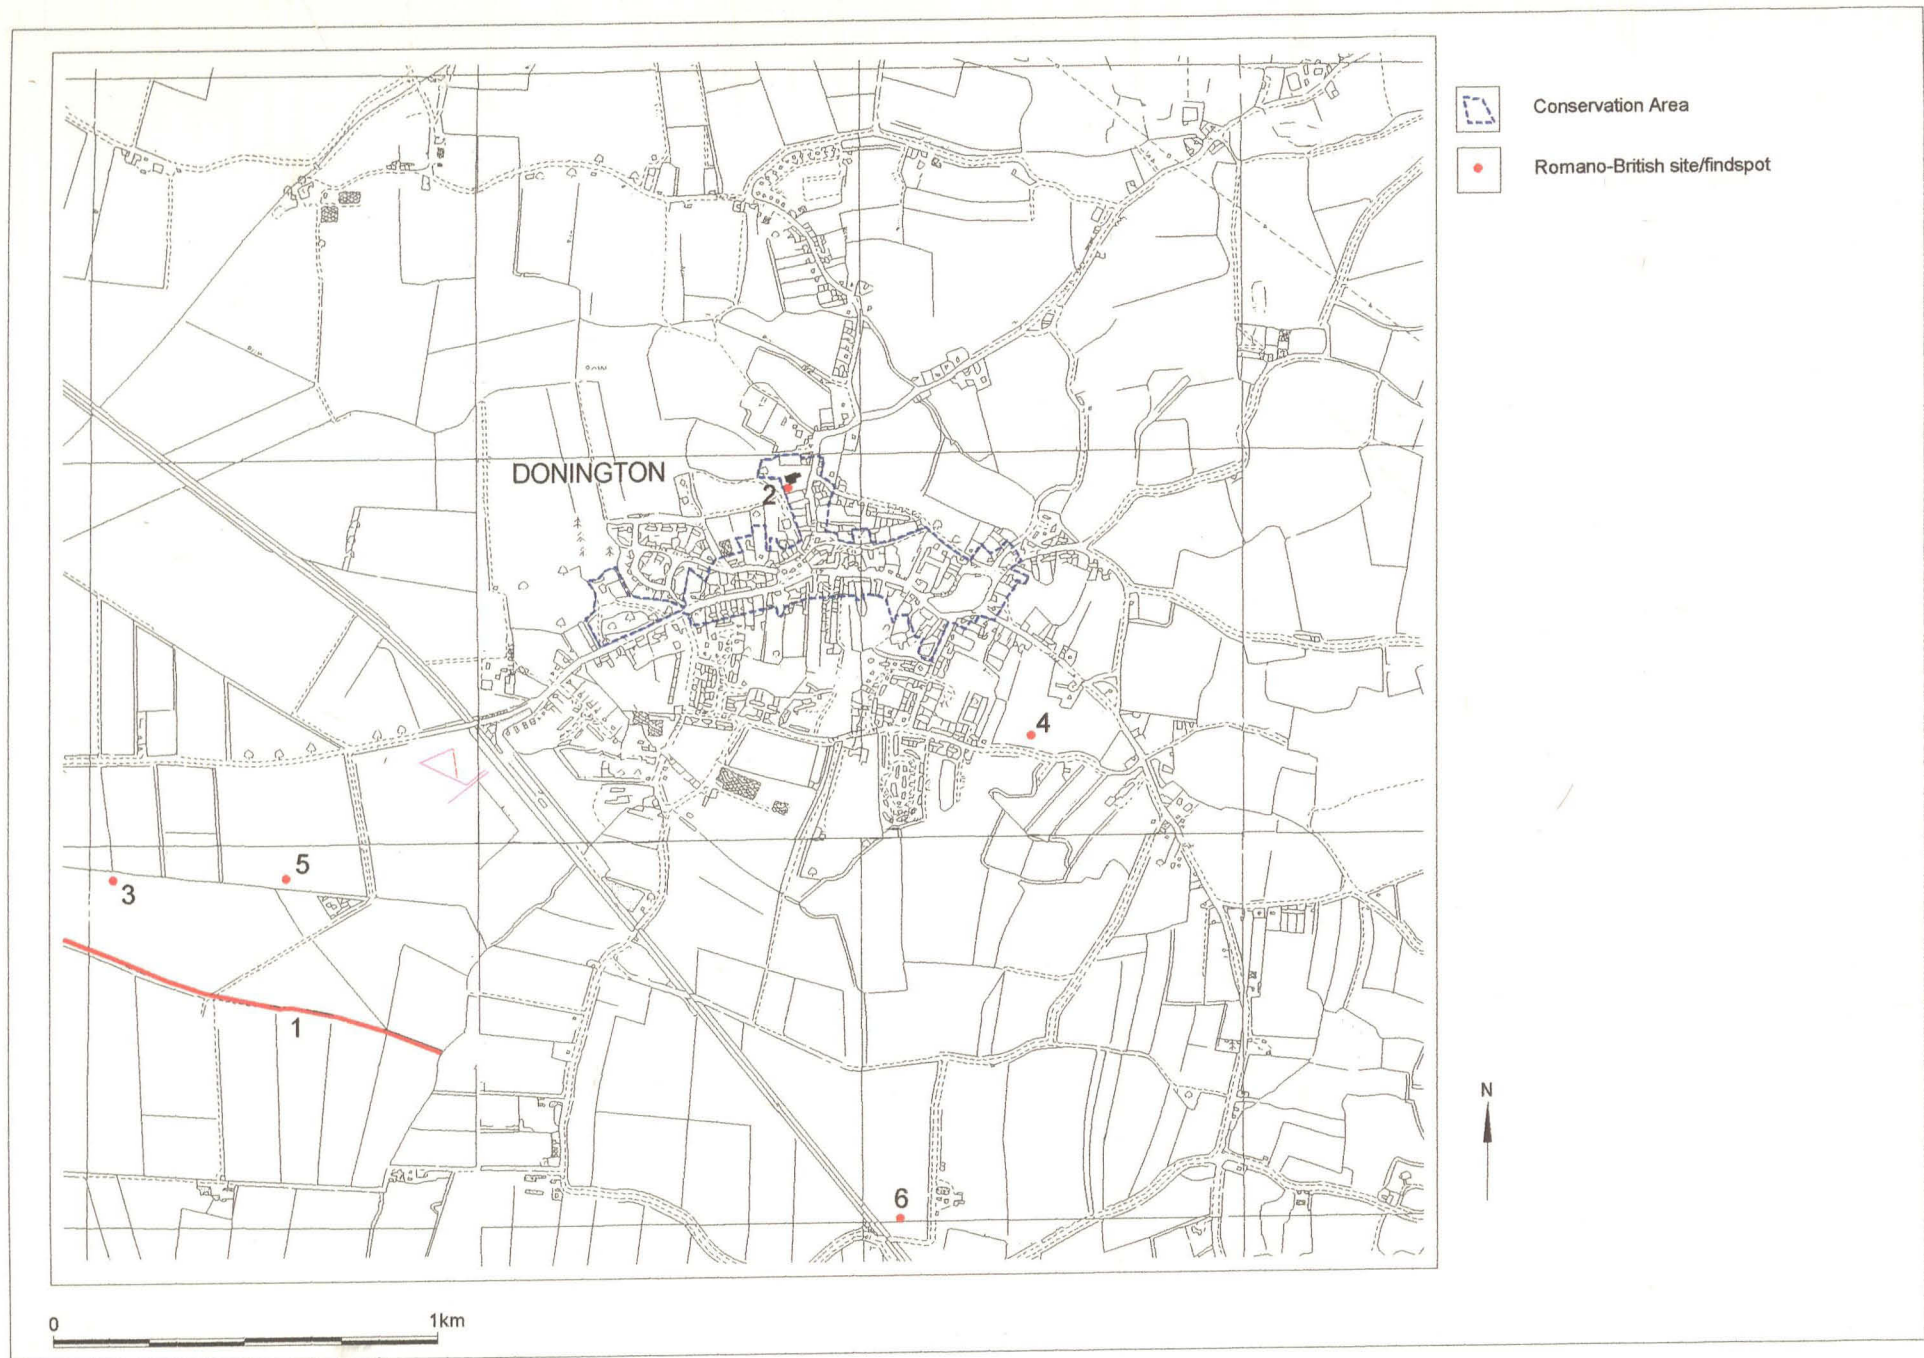 Conservation Area
Romano-British site/findspot
DONINGTON
2
4
5
3
1
6
N
0 1km